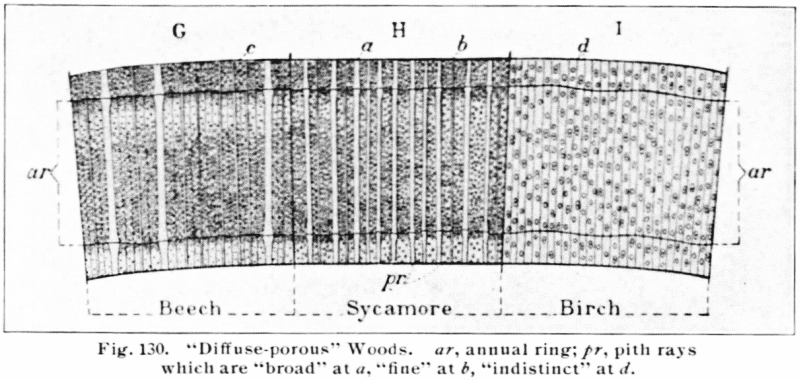 G H I
c a b d
ar ar
pr.
Beech Sycamore Birch
Fig. 130. "Diffuse-porous" Woods. ar, annual ring; pr, pith rays
which are "broad" at a, "fine" at b, "indistinct" at d.